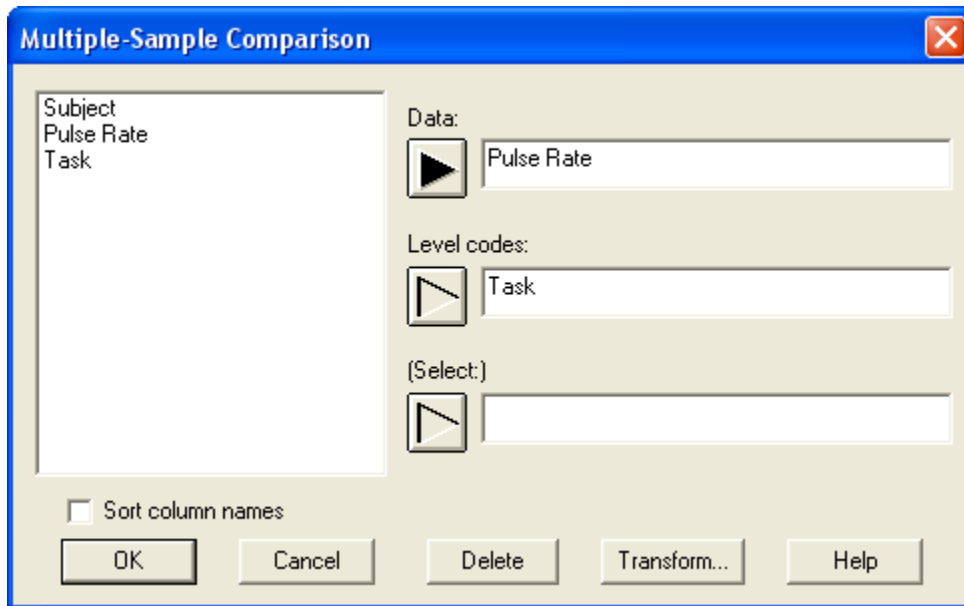 Multiple-Sample Comparison
Subject
Pulse Rate
Task
Data:
Pulse Rate
Level codes:
Task
(Select:)
Sort column names
OK
Cancel
Delete
Transform...
Help